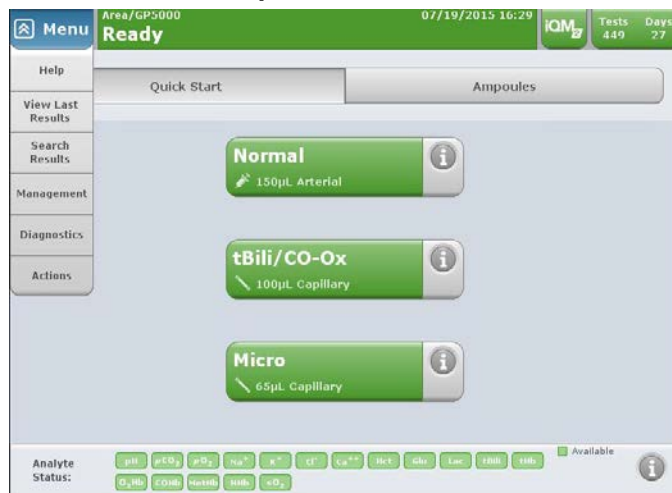 Menu
Area/GP5000
07/19/2015 16:29
Ready
iQM2
Tests
449
Days
27
Help
View Last
Results
Search
Results
Management
Diagnostics
Actions
Quick Start
Ampoules
Normal
150µL Arterial
tBili/CO-Ox
100µL Capillary
Micro
65µL Capillary
Analyte
Status:
pH pCO₂ pO₂ Na⁺ K⁺ Cl⁻ Ca⁺⁺ Hct Glu Lac tBili tHb
O₂Hb COHb MetHb HHb sO₂
Available